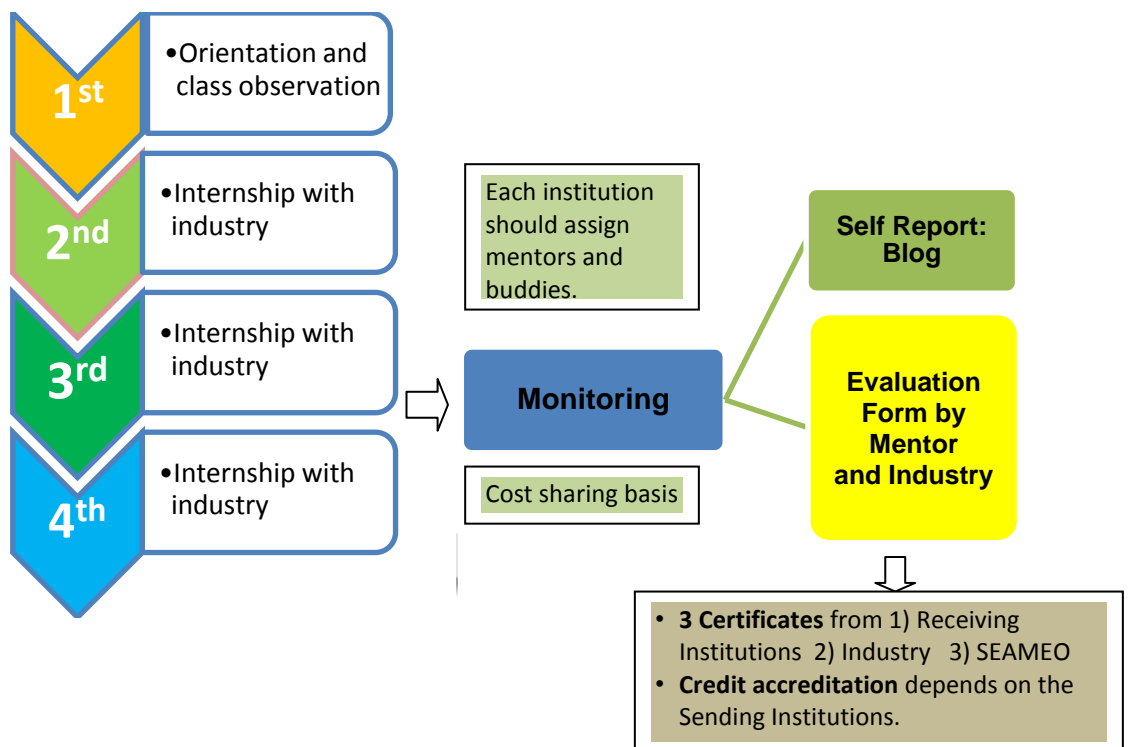 1st
•Orientation and
class observation
2nd
•Internship with
industry
3rd
•Internship with
industry
4th
•Internship with
industry
Each institution
should assign
mentors and
buddies.
Monitoring
Cost sharing basis
Self Report:
Blog
Evaluation
Form by
Mentor
and Industry
• 3 Certificates from 1) Receiving
Institutions 2) Industry 3) SEAMEO
• Credit accreditation depends on the
Sending Institutions.